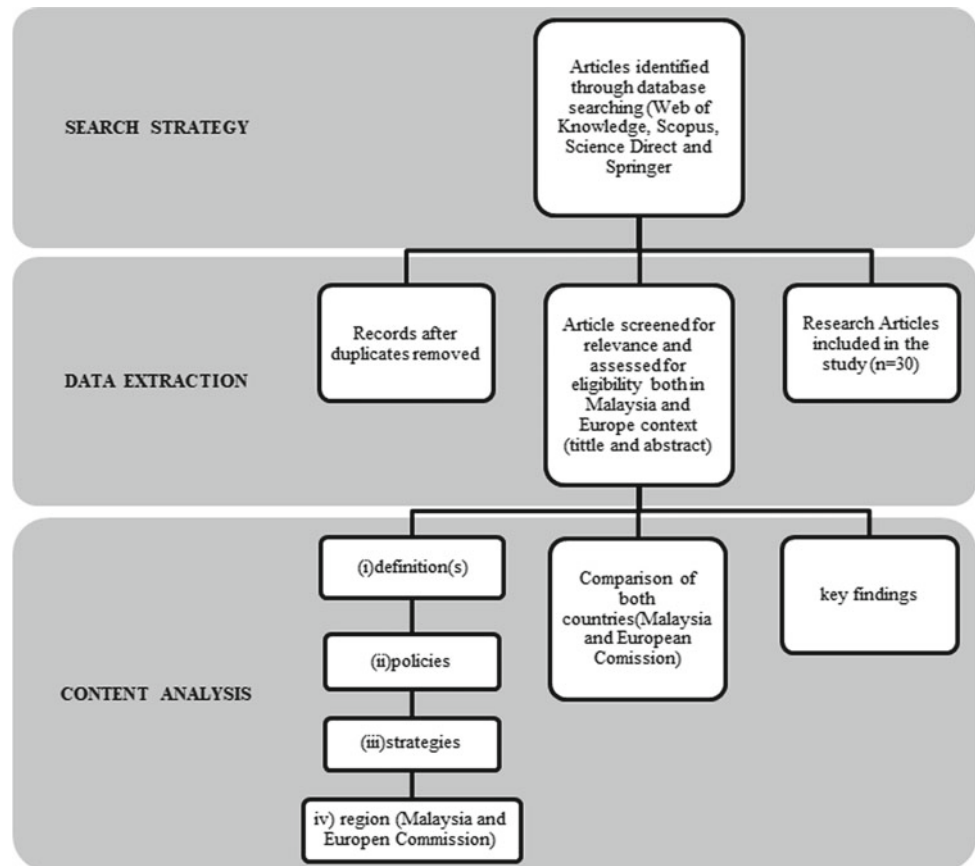 SEARCH STRATEGY
Articles identified
through database
searching (Web of
Knowledge, Scopus,
Science Direct and
Springer
DATA EXTRACTION
Records after
duplicates removed
Article screened for
relevance and
assessed for
eligibility both in
Malaysia and
Europe context
(tittle and abstract)
Research Articles
included in the
study (n=30)
CONTENT ANALYSIS
(i)definition(s)
(ii)policies
(iii)strategies
iv) region (Malaysia and
Europen Commission)
Comparison of
both
countries(Malaysia
and European
Comission)
key findings